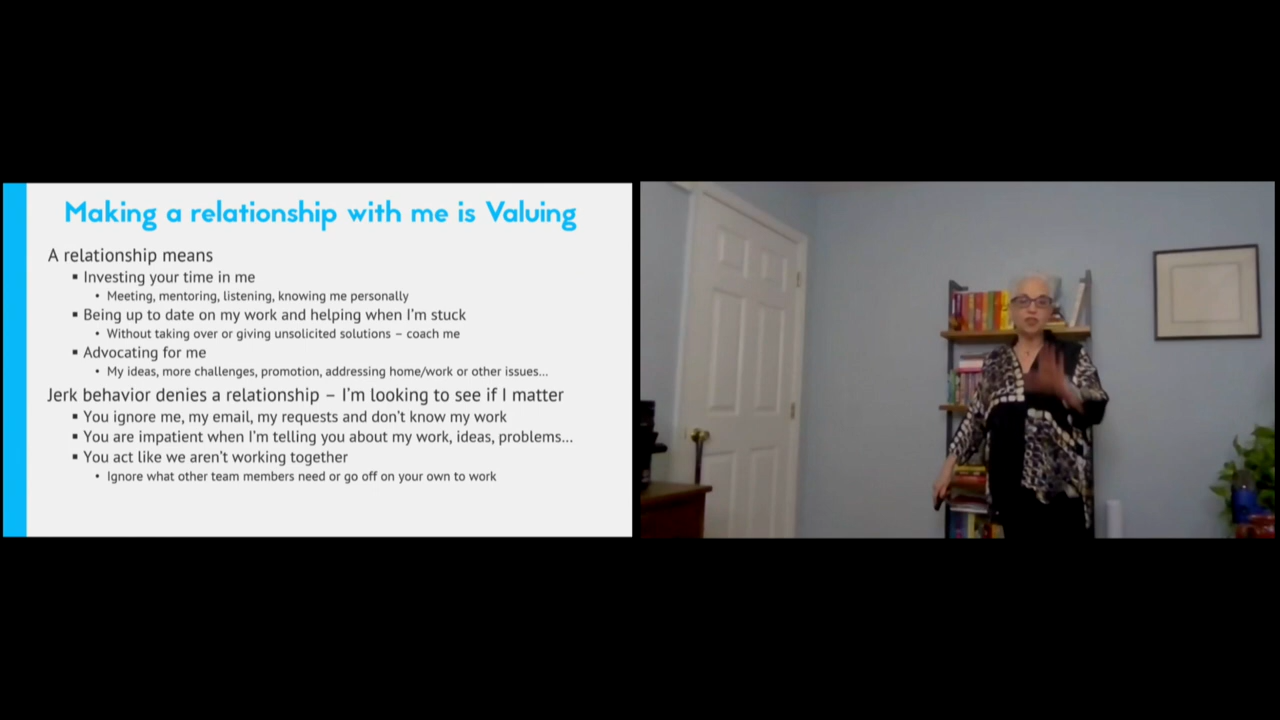 Making a relationship with me is Valuing
A relationship means
▪ Investing your time in me
• Meeting, mentoring, listening, knowing me personally
▪ Being up to date on my work and helping when I'm stuck
• Without taking over or giving unsolicited solutions – coach me
▪ Advocating for me
• My ideas, more challenges, promotion, addressing home/work or other issues...
Jerk behavior denies a relationship – I'm looking to see if I matter
▪ You ignore me, my email, my requests and don't know my work
▪ You are impatient when I'm telling you about my work, ideas, problems...
▪ You act like we aren't working together
• Ignore what other team members need or go off on your own to work